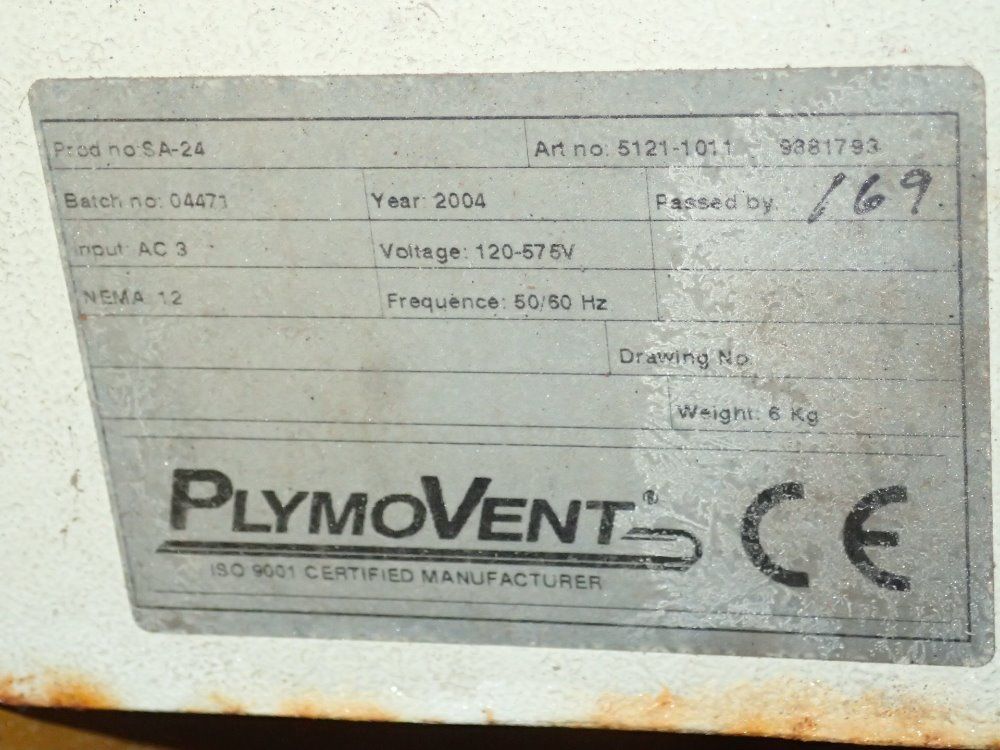 Prod no: SA-24 Art no: 5121-1011 9381793
Batch no: 04471 Year: 2004 Passed by: 169
Input: AC 3 Voltage: 120-575V
NEMA 12 Frequence: 50/60 Hz
Drawing No
Weight: 6 Kg
PLYMOVENT® CE
ISO 9001 CERTIFIED MANUFACTURER